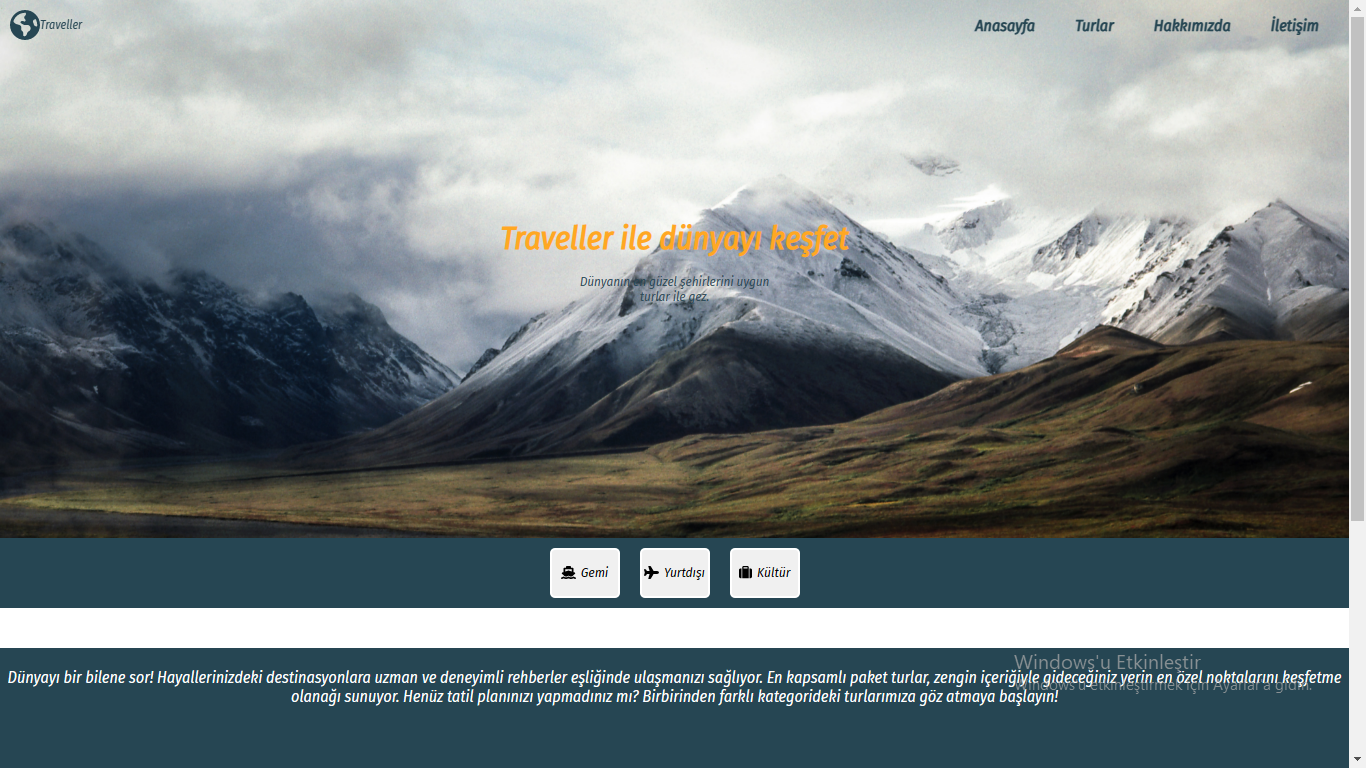 Traveller
Anasayfa Turlar Hakkımızda İletişim
Traveller ile dünyayı keşfet
Dünyanın en güzel şehirlerini uygun
turlar ile gez.
Gemi Yurtdışı Kültür
Windows'u Etkinleştir
Dünyayı bir bilene sor! Hayallerinizdeki destinasyonlara uzman ve deneyimli rehberler eşliğinde ulaşmanızı sağlıyor. En kapsamlı paket turlar, zengin içeriğiyle gideceğiniz yerin en özel noktalarını keşfetme
Windows'u etkinleştirmek için Ayarlar'a gidin.
olanağı sunuyor. Henüz tatil planınızı yapmadınız mı? Birbirinden farklı kategorideki turlarımıza göz atmaya başlayın!